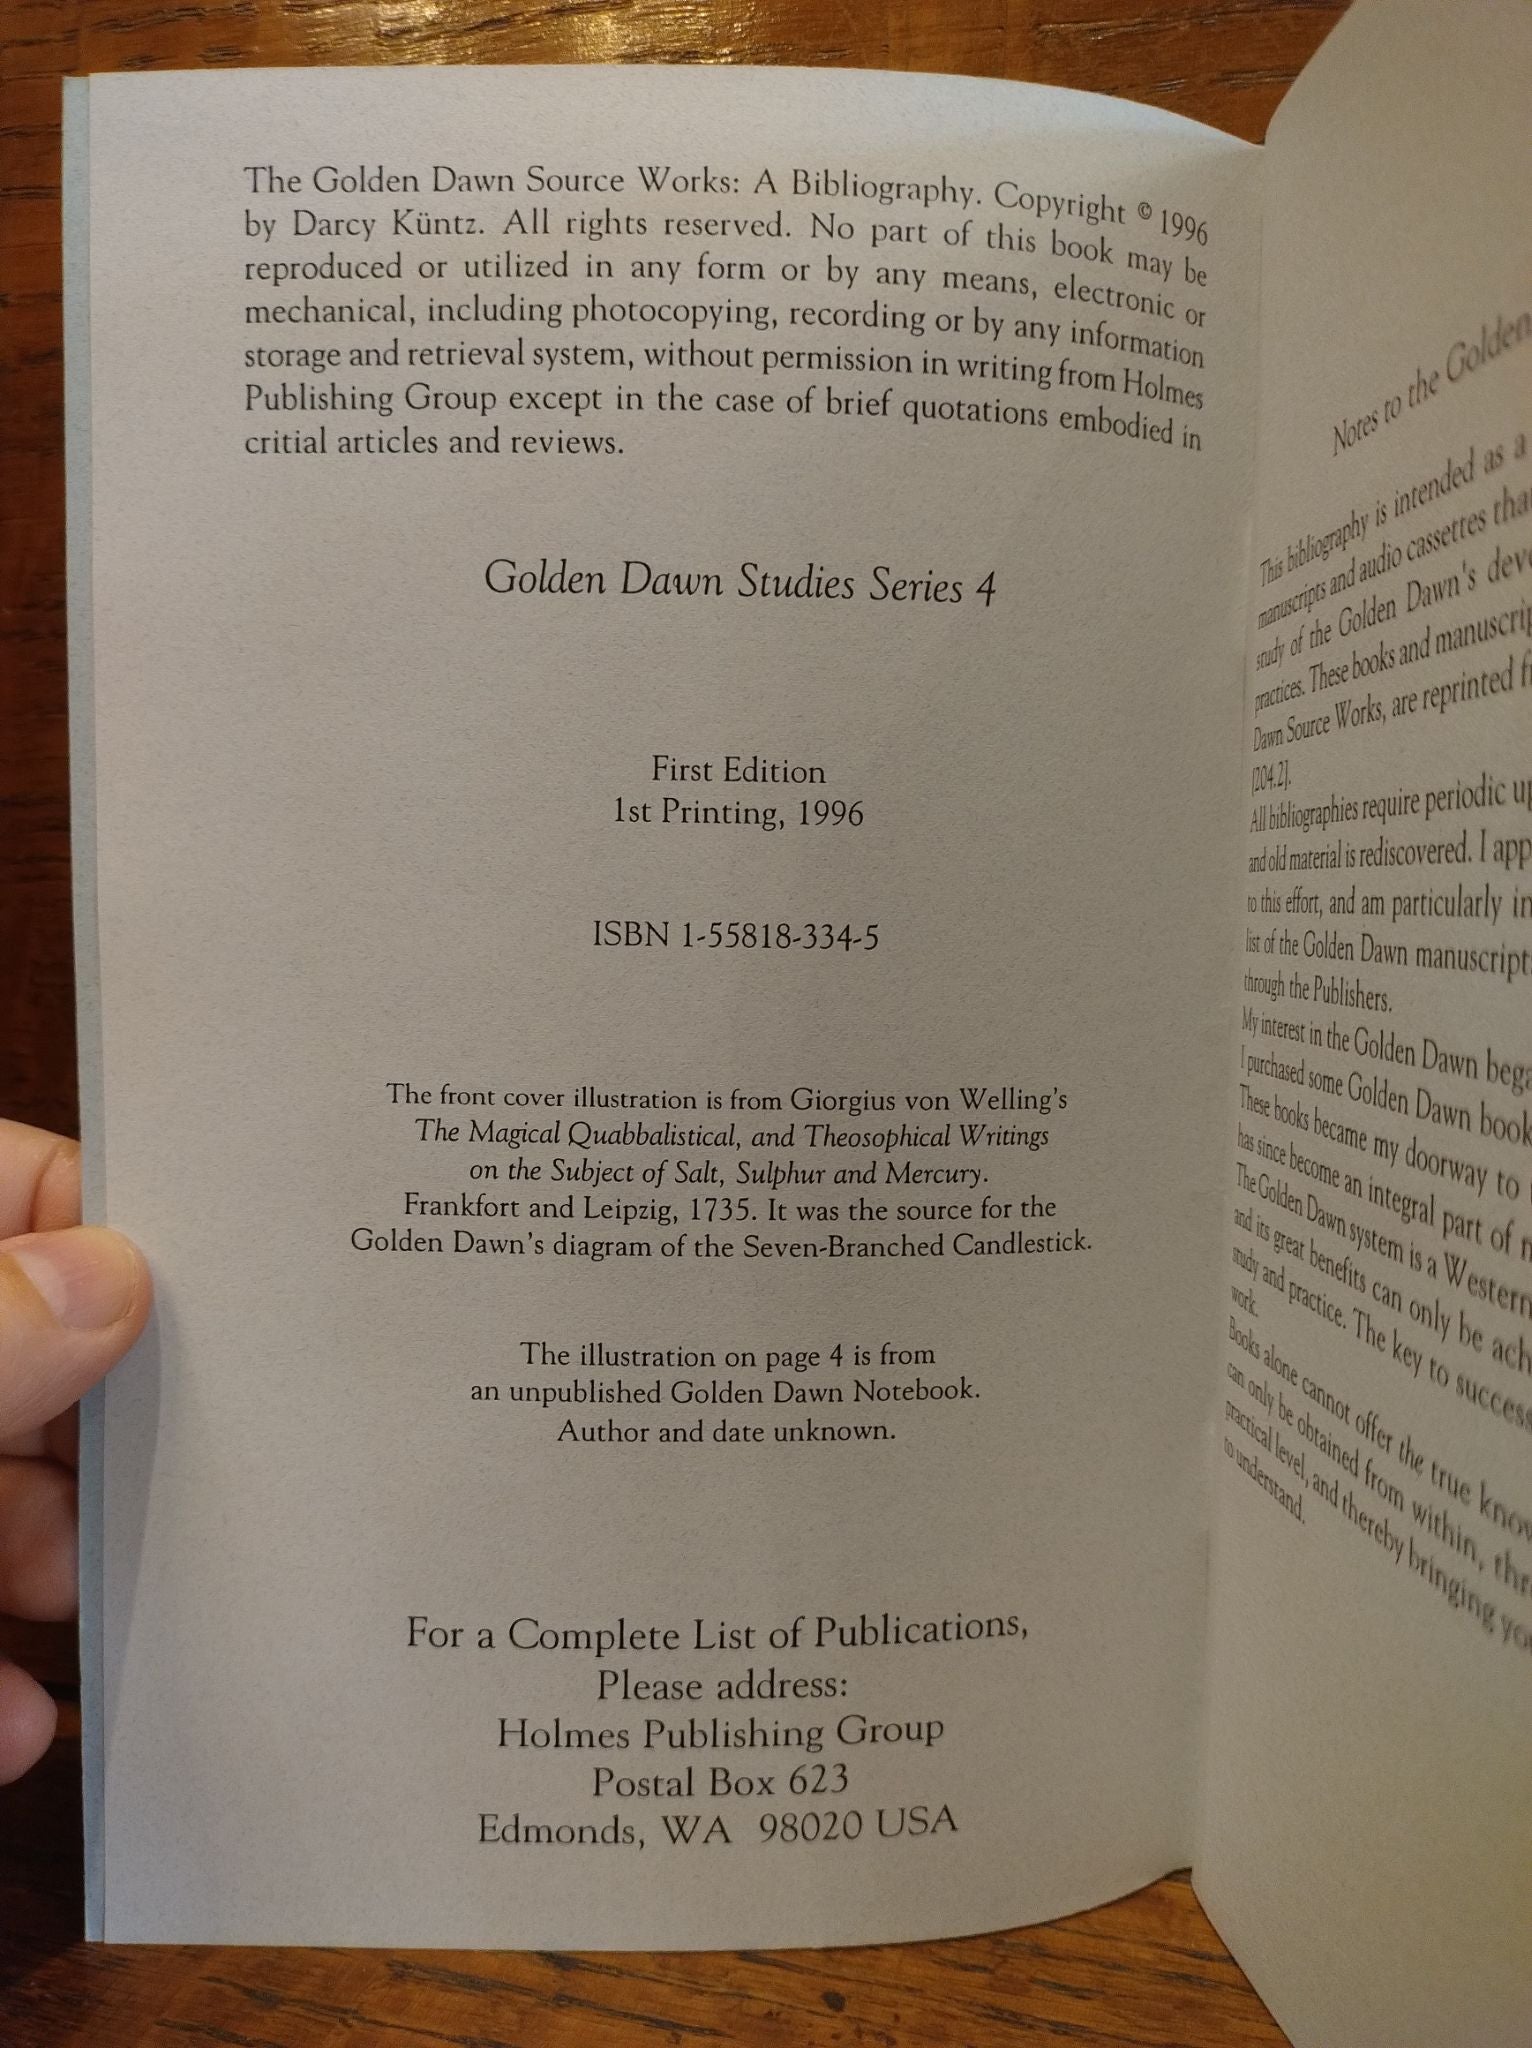 The Golden Dawn Source Works: A Bibliography. Copyright © 1996
by Darcy Küntz. All rights reserved. No part of this book may be
reproduced or utilized in any form or by any means, electronic or
mechanical, including photocopying, recording or by any information
storage and retrieval system, without permission in writing from Holmes
Publishing Group except in the case of brief quotations embodied in
critial articles and reviews.
Golden Dawn Studies Series 4
First Edition
1st Printing, 1996
ISBN 1-55818-334-5
The front cover illustration is from Giorgius von Welling's
The Magical Quabbalistical, and Theosophical Writings
on the Subject of Salt, Sulphur and Mercury.
Frankfort and Leipzig, 1735. It was the source for the
Golden Dawn's diagram of the Seven-Branched Candlestick.
The illustration on page 4 is from
an unpublished Golden Dawn Notebook.
Author and date unknown.
For a Complete List of Publications,
Please address:
Holmes Publishing Group
Postal Box 623
Edmonds, WA 98020 USA
Notes to the Golden
This bibliography is intended as a
manuscripts and audio cassettes
study of the Golden Dawn's
practices. These books and
Dawn Source Works, are reprinted
[204.2].
All bibliographies require periodic
and old material is rediscovered. I
to this effort, and am particularly
list of the Golden Dawn
through the Publishers.
My interest in the Golden Dawn
I purchased some Golden Dawn
These books became my doorway to
has since become an integral part of
The Golden Dawn system is a Western
and its great benefits can only be
study and practice. The key to success
work.
Books alone cannot offer the true
can only be obtained from within,
practical level, and thereby bringing
to understand.